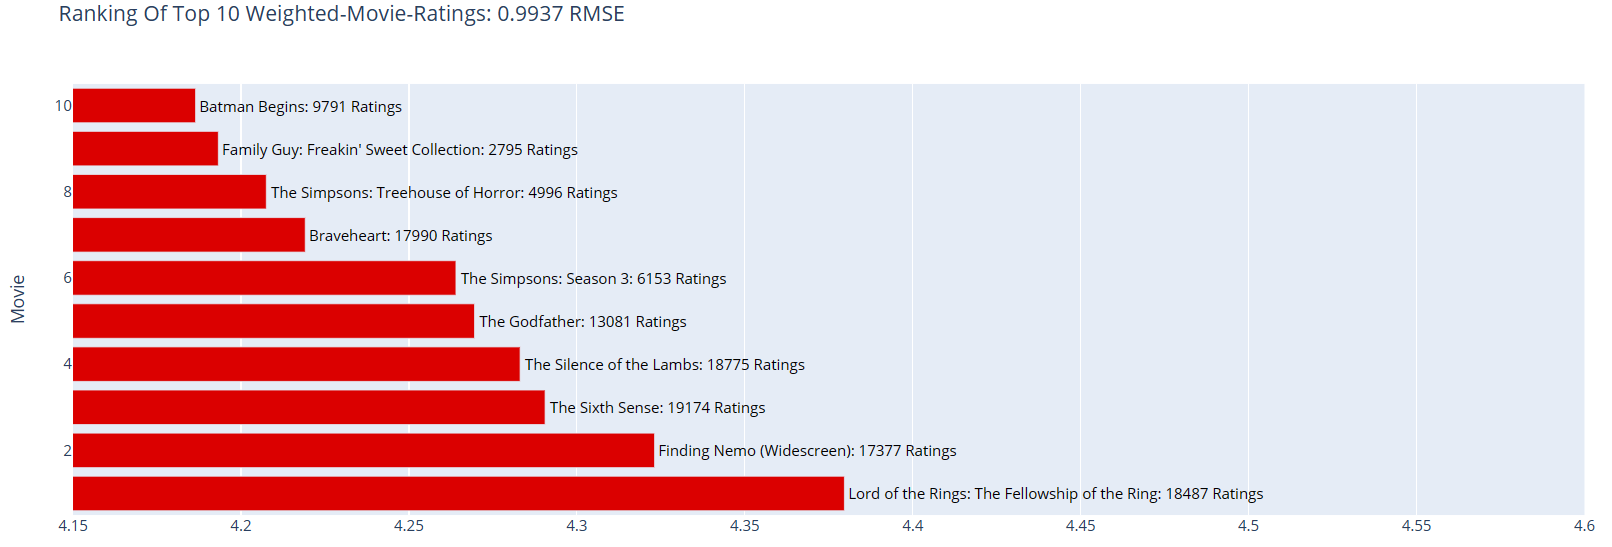 Ranking Of Top 10 Weighted-Movie-Ratings: 0.9937 RMSE
10 Batman Begins: 9791 Ratings
Family Guy: Freakin' Sweet Collection: 2795 Ratings
8 The Simpsons: Treehouse of Horror: 4996 Ratings
Braveheart: 17990 Ratings
6 The Simpsons: Season 3: 6153 Ratings
Movie
The Godfather: 13081 Ratings
4 The Silence of the Lambs: 18775 Ratings
The Sixth Sense: 19174 Ratings
2 Finding Nemo (Widescreen): 17377 Ratings
Lord of the Rings: The Fellowship of the Ring: 18487 Ratings
4.15 4.2 4.25 4.3 4.35 4.4 4.45 4.5 4.55 4.6